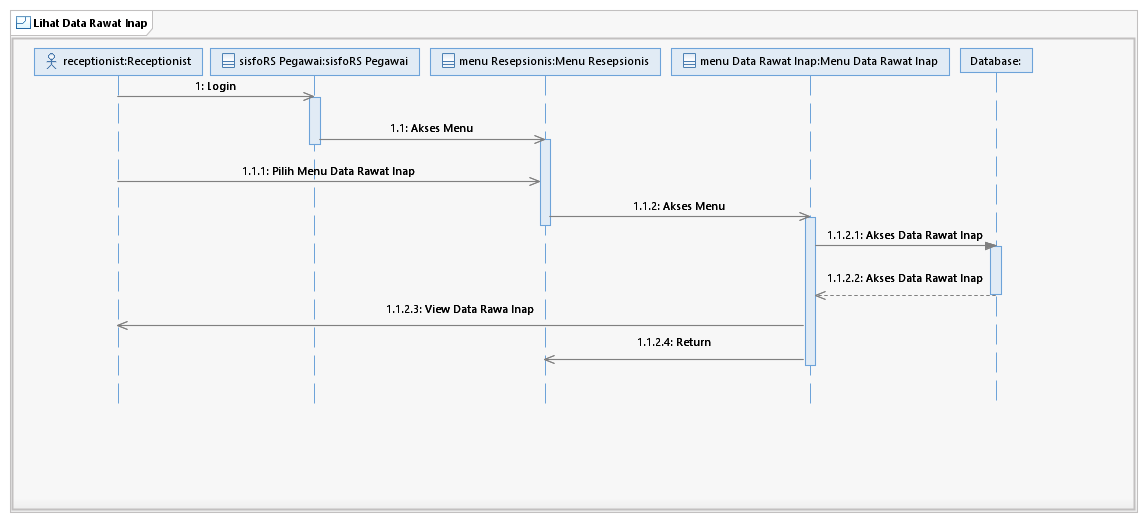 Lihat Data Rawat Inap
receptionist:Receptionist
sisfoRS Pegawai:sisfoRS Pegawai
menu Resepsionis:Menu Resepsionis
menu Data Rawat Inap:Menu Data Rawat Inap
Database:
1: Login
1.1: Akses Menu
1.1.1: Pilih Menu Data Rawat Inap
1.1.2: Akses Menu
1.1.2.1: Akses Data Rawat Inap
1.1.2.2: Akses Data Rawat Inap
1.1.2.3: View Data Rawa Inap
1.1.2.4: Return